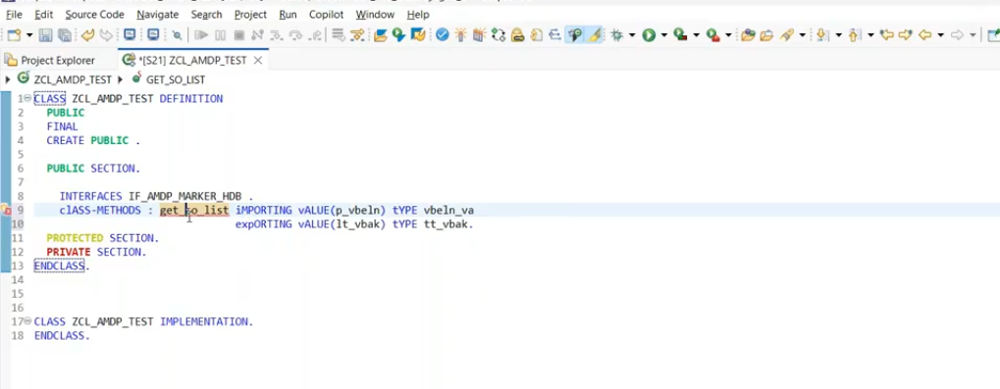 File Edit Source Code Navigate Search Project Run Copilot Window Help
Project Explorer *[S21] ZCL_AMDP_TEST
ZCL_AMDP_TEST GET_SO_LIST
1 CLASS ZCL_AMDP_TEST DEFINITION
2 PUBLIC
3 FINAL
4 CREATE PUBLIC .
5
6 PUBLIC SECTION.
7
8 INTERFACES IF_AMDP_MARKER_HDB .
9 clASS-METHODS : get_so_list iMPORTING vALUE(p_vbeln) tYPE vbeln_va
10 expORTING vALUE(lt_vbak) tYPE tt_vbak.
11 PROTECTED SECTION.
12 PRIVATE SECTION.
13 ENDCLASS.
14
15
16
17 CLASS ZCL_AMDP_TEST IMPLEMENTATION.
18 ENDCLASS.